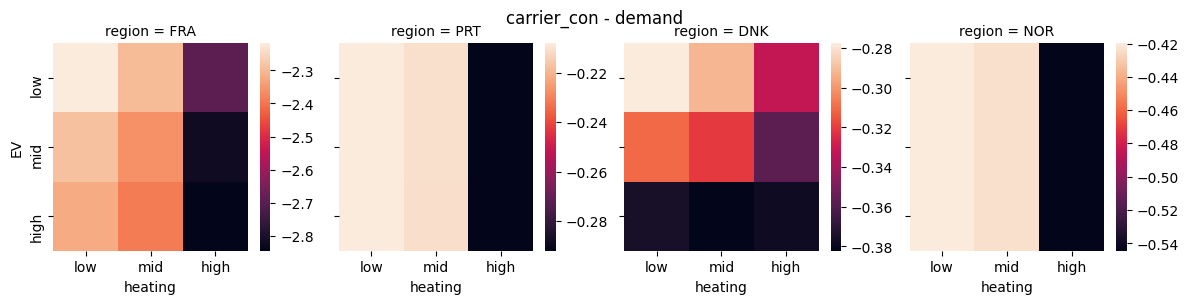 carrier_con - demand
region = FRA
region = PRT
region = DNK
region = NOR
EV
low
mid
high
low
mid
high
heating
−2.3
−2.4
−2.5
−2.6
−2.7
−2.8
low
mid
high
heating
−0.22
−0.24
−0.26
−0.28
low
mid
high
heating
−0.28
−0.30
−0.32
−0.34
−0.36
−0.38
low
mid
high
heating
−0.42
−0.44
−0.46
−0.48
−0.50
−0.52
−0.54